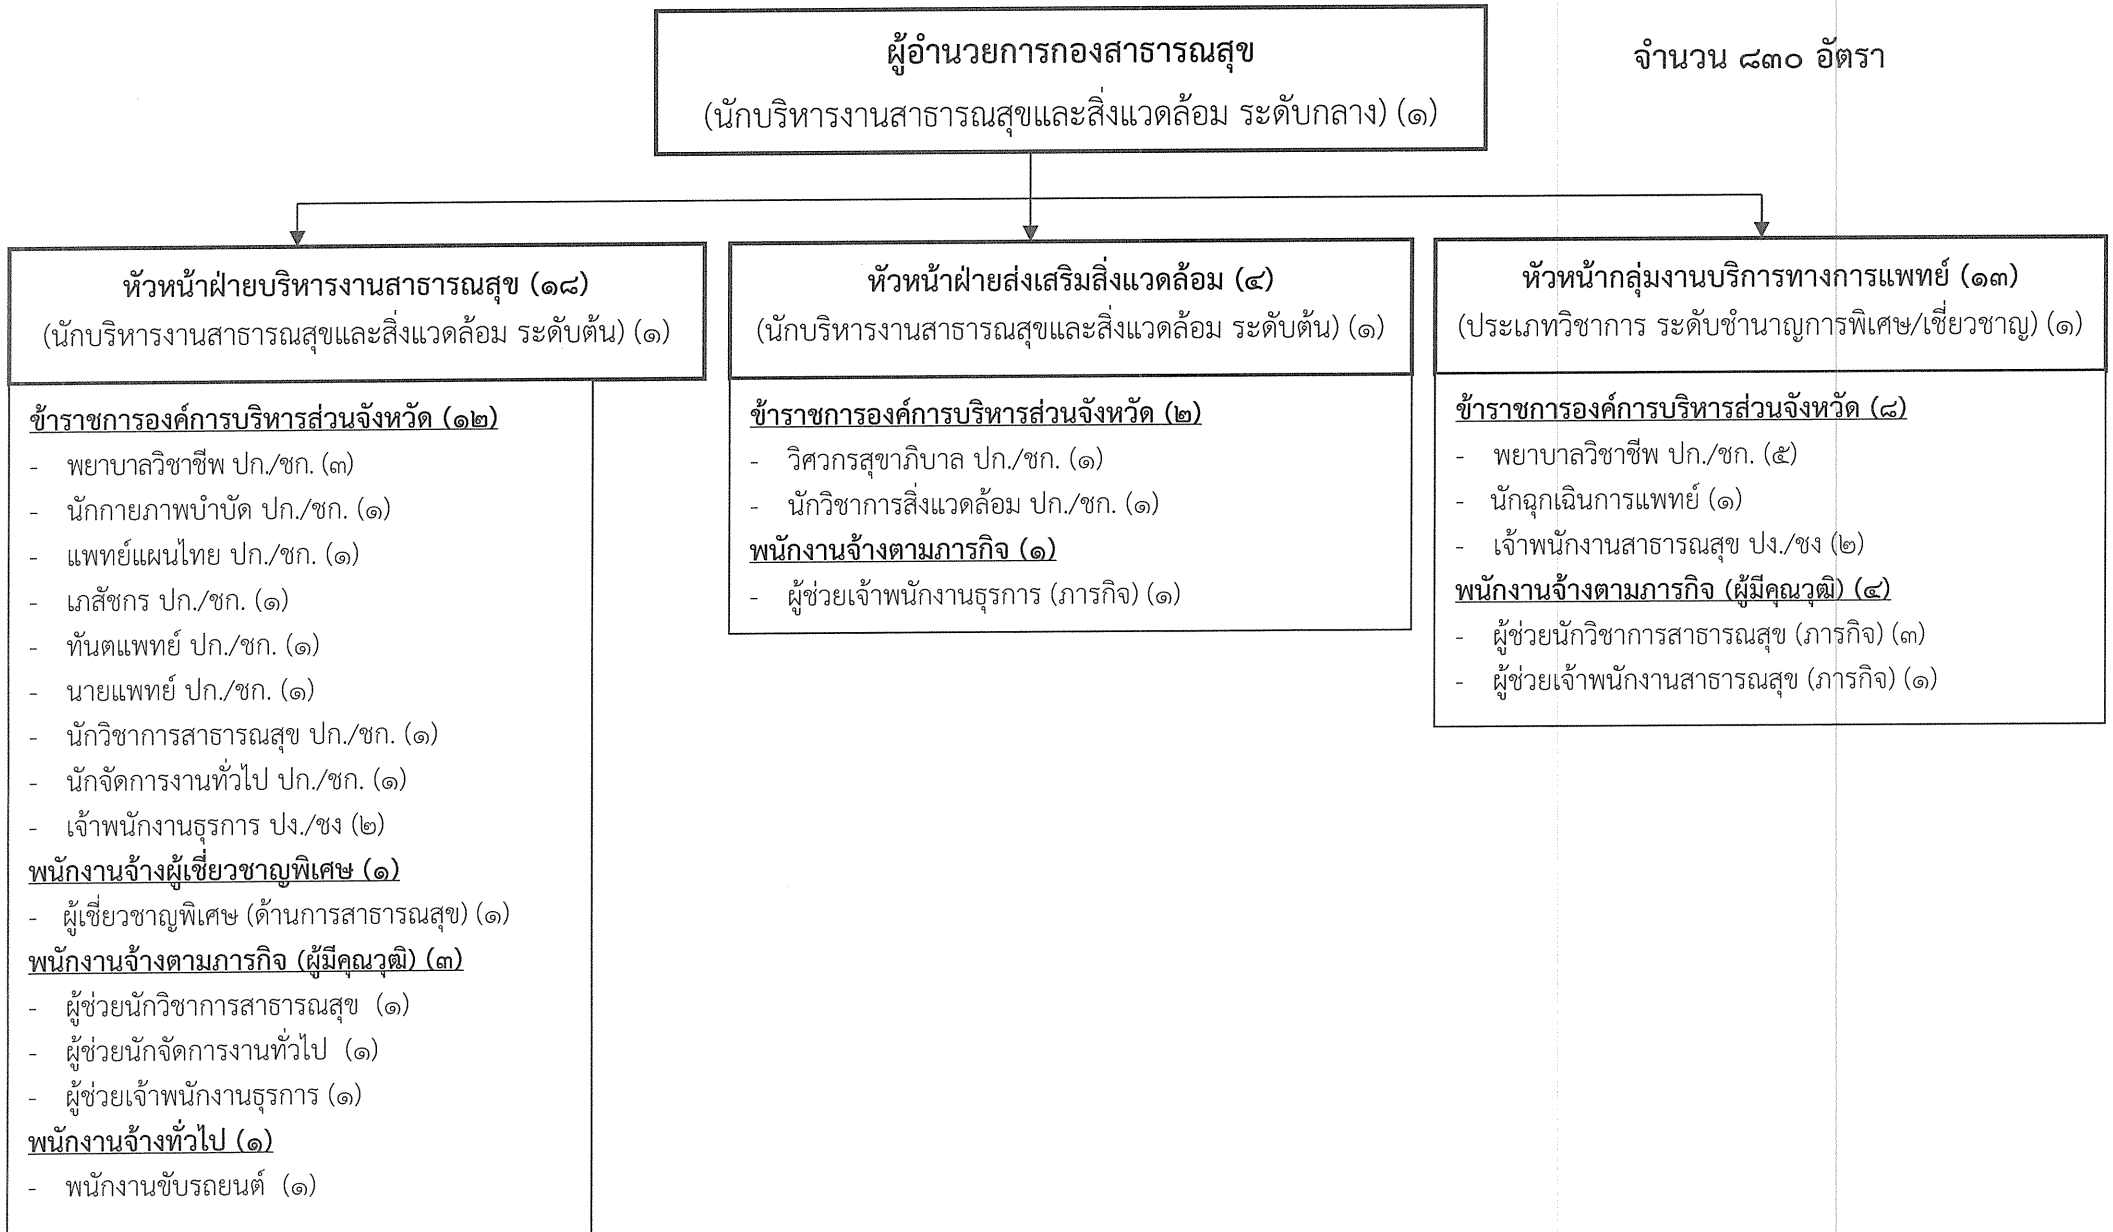 ผู้อำนวยการกองสาธารณสุข
(นักบริหารงานสาธารณสุขและสิ่งแวดล้อม ระดับกลาง) (๑)
จำนวน ๘๓๐ อัตรา
หัวหน้าฝ่ายบริหารงานสาธารณสุข (๑๘)
(นักบริหารงานสาธารณสุขและสิ่งแวดล้อม ระดับต้น) (๑)
ข้าราชการองค์การบริหารส่วนจังหวัด (๑๒)
- พยาบาลวิชาชีพ ปก./ชก. (๓)
- นักกายภาพบำบัด ปก./ชก. (๑)
- แพทย์แผนไทย ปก./ชก. (๑)
- เภสัชกร ปก./ชก. (๑)
- ทันตแพทย์ ปก./ชก. (๑)
- นายแพทย์ ปก./ชก. (๑)
- นักวิชาการสาธารณสุข ปก./ชก. (๑)
- นักจัดการงานทั่วไป ปก./ชก. (๑)
- เจ้าพนักงานธุรการ ปง./ชง (๒)
พนักงานจ้างผู้เชี่ยวชาญพิเศษ (๑)
- ผู้เชี่ยวชาญพิเศษ (ด้านการสาธารณสุข) (๑)
พนักงานจ้างตามภารกิจ (ผู้มีคุณวุฒิ) (๓)
- ผู้ช่วยนักวิชาการสาธารณสุข (๑)
- ผู้ช่วยนักจัดการงานทั่วไป (๑)
- ผู้ช่วยเจ้าพนักงานธุรการ (๑)
พนักงานจ้างทั่วไป (๑)
- พนักงานขับรถยนต์ (๑)
หัวหน้าฝ่ายส่งเสริมสิ่งแวดล้อม (๔)
(นักบริหารงานสาธารณสุขและสิ่งแวดล้อม ระดับต้น) (๑)
ข้าราชการองค์การบริหารส่วนจังหวัด (๒)
- วิศวกรสุขาภิบาล ปก./ชก. (๑)
- นักวิชาการสิ่งแวดล้อม ปก./ชก. (๑)
พนักงานจ้างตามภารกิจ (๑)
- ผู้ช่วยเจ้าพนักงานธุรการ (ภารกิจ) (๑)
หัวหน้ากลุ่มงานบริการทางการแพทย์ (๑๓)
(ประเภทวิชาการ ระดับชำนาญการพิเศษ/เชี่ยวชาญ) (๑)
ข้าราชการองค์การบริหารส่วนจังหวัด (๘)
- พยาบาลวิชาชีพ ปก./ชก. (๕)
- นักฉุกเฉินการแพทย์ (๑)
- เจ้าพนักงานสาธารณสุข ปง./ชง (๒)
พนักงานจ้างตามภารกิจ (ผู้มีคุณวุฒิ) (๔)
- ผู้ช่วยนักวิชาการสาธารณสุข (ภารกิจ) (๓)
- ผู้ช่วยเจ้าพนักงานสาธารณสุข (ภารกิจ) (๑)